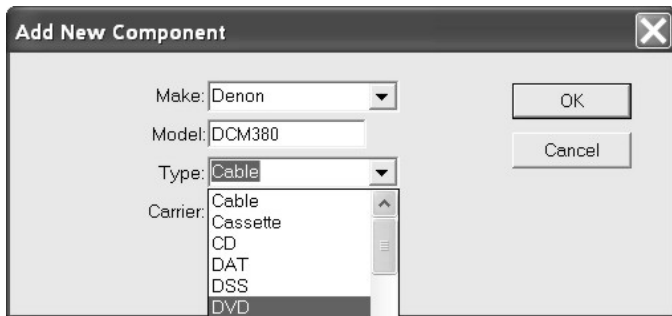 Add New Component
Make: Denon
OK
Model: DCM380
Cancel
Type: Cable
Carrier:
Cable
Cassette
CD
DAT
DSS
DVD